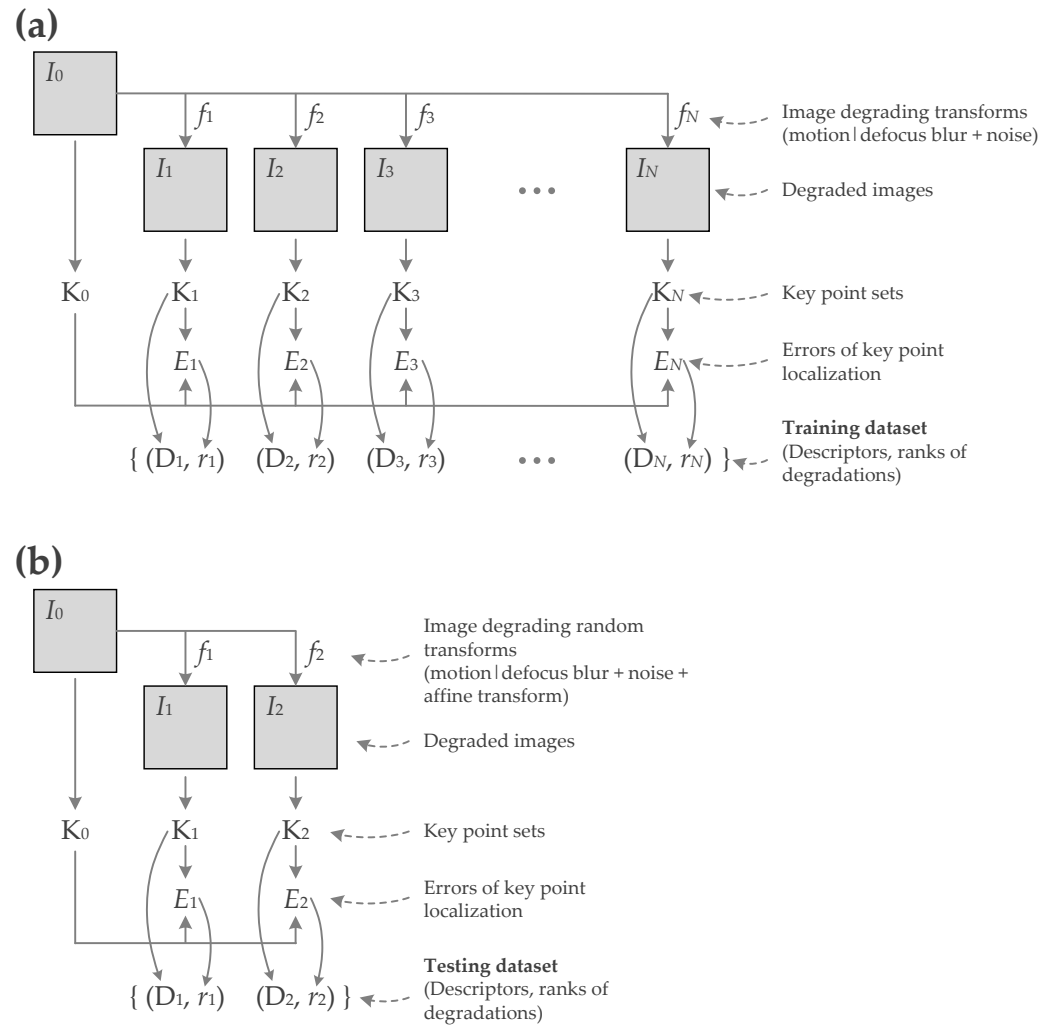 (a)
I0
f1 f2 f3 fN
Image degrading transforms
(motion|defocus blur + noise)
I1 I2 I3 ... IN
Degraded images
K0 K1 K2 K3 KN
Key point sets
E1 E2 E3 EN
Errors of key point
localization
{ (D1, r1) (D2, r2) (D3, r3) ... (DN, rN) }
Training dataset
(Descriptors, ranks of
degradations)
(b)
I0
f1 f2
Image degrading random
transforms
(motion|defocus blur + noise +
affine transform)
I1 I2
Degraded images
K0 K1 K2
Key point sets
E1 E2
Errors of key point
localization
{ (D1, r1) (D2, r2) }
Testing dataset
(Descriptors, ranks of
degradations)